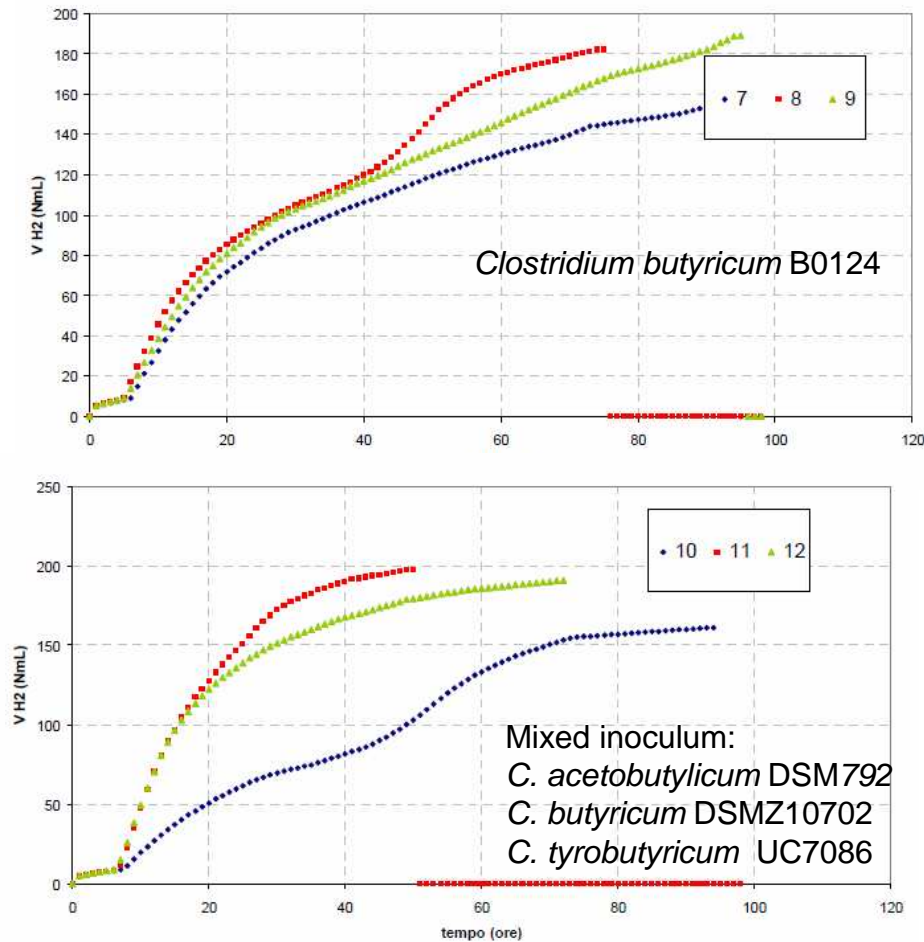 200
180
160
140
120
100
80
60
40
20
0
V H2 (NmL)
7 8 9
Clostridium butyricum B0124
0 20 40 60 80 100 120
250
200
150
100
50
0
V H2 (NmL)
10 11 12
Mixed inoculum:
C. acetobutylicum DSM792
C. butyricum DSMZ10702
C. tyrobutyricum UC7086
0 20 40 60 80 100 120
tempo (ore)